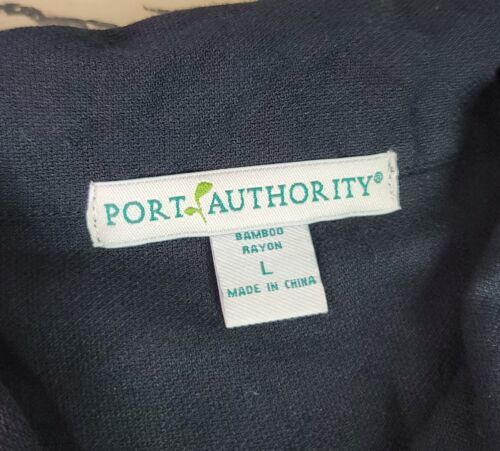 PORT AUTHORITY®
BAMBOO
RAYON
L
MADE IN CHINA